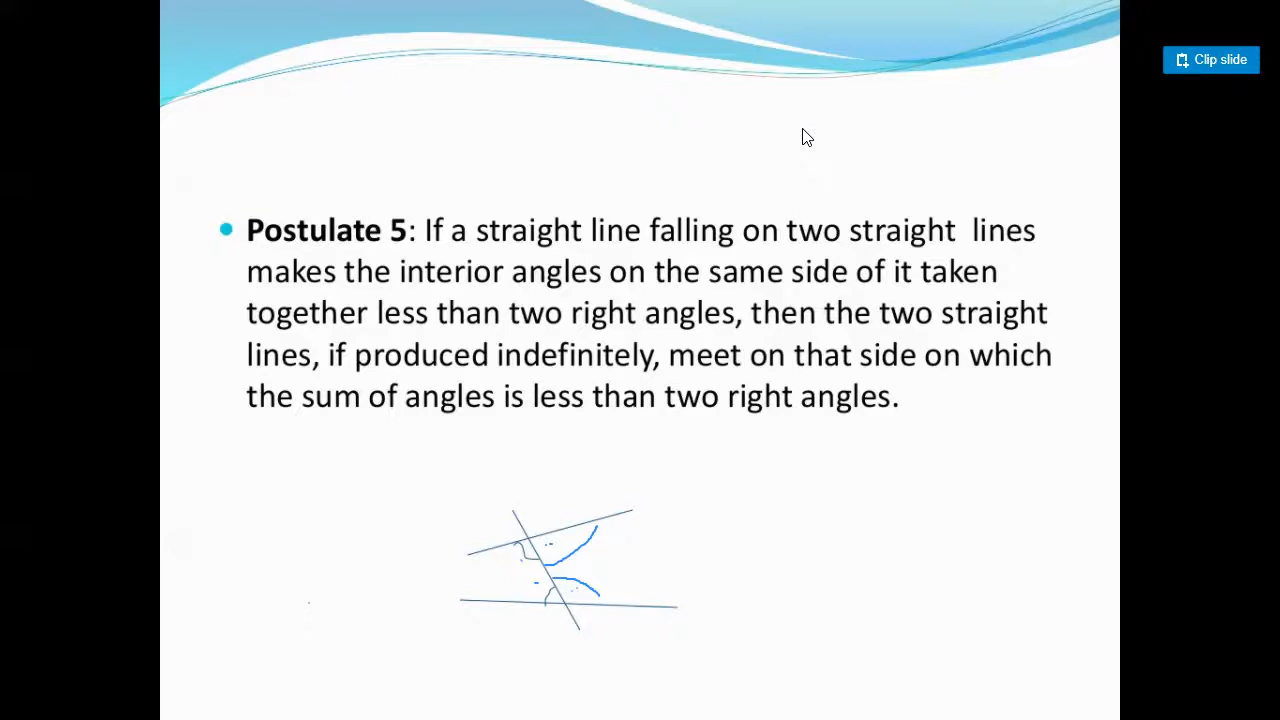 Clip slide
Postulate 5: If a straight line falling on two straight lines
makes the interior angles on the same side of it taken
together less than two right angles, then the two straight
lines, if produced indefinitely, meet on that side on which
the sum of angles is less than two right angles.